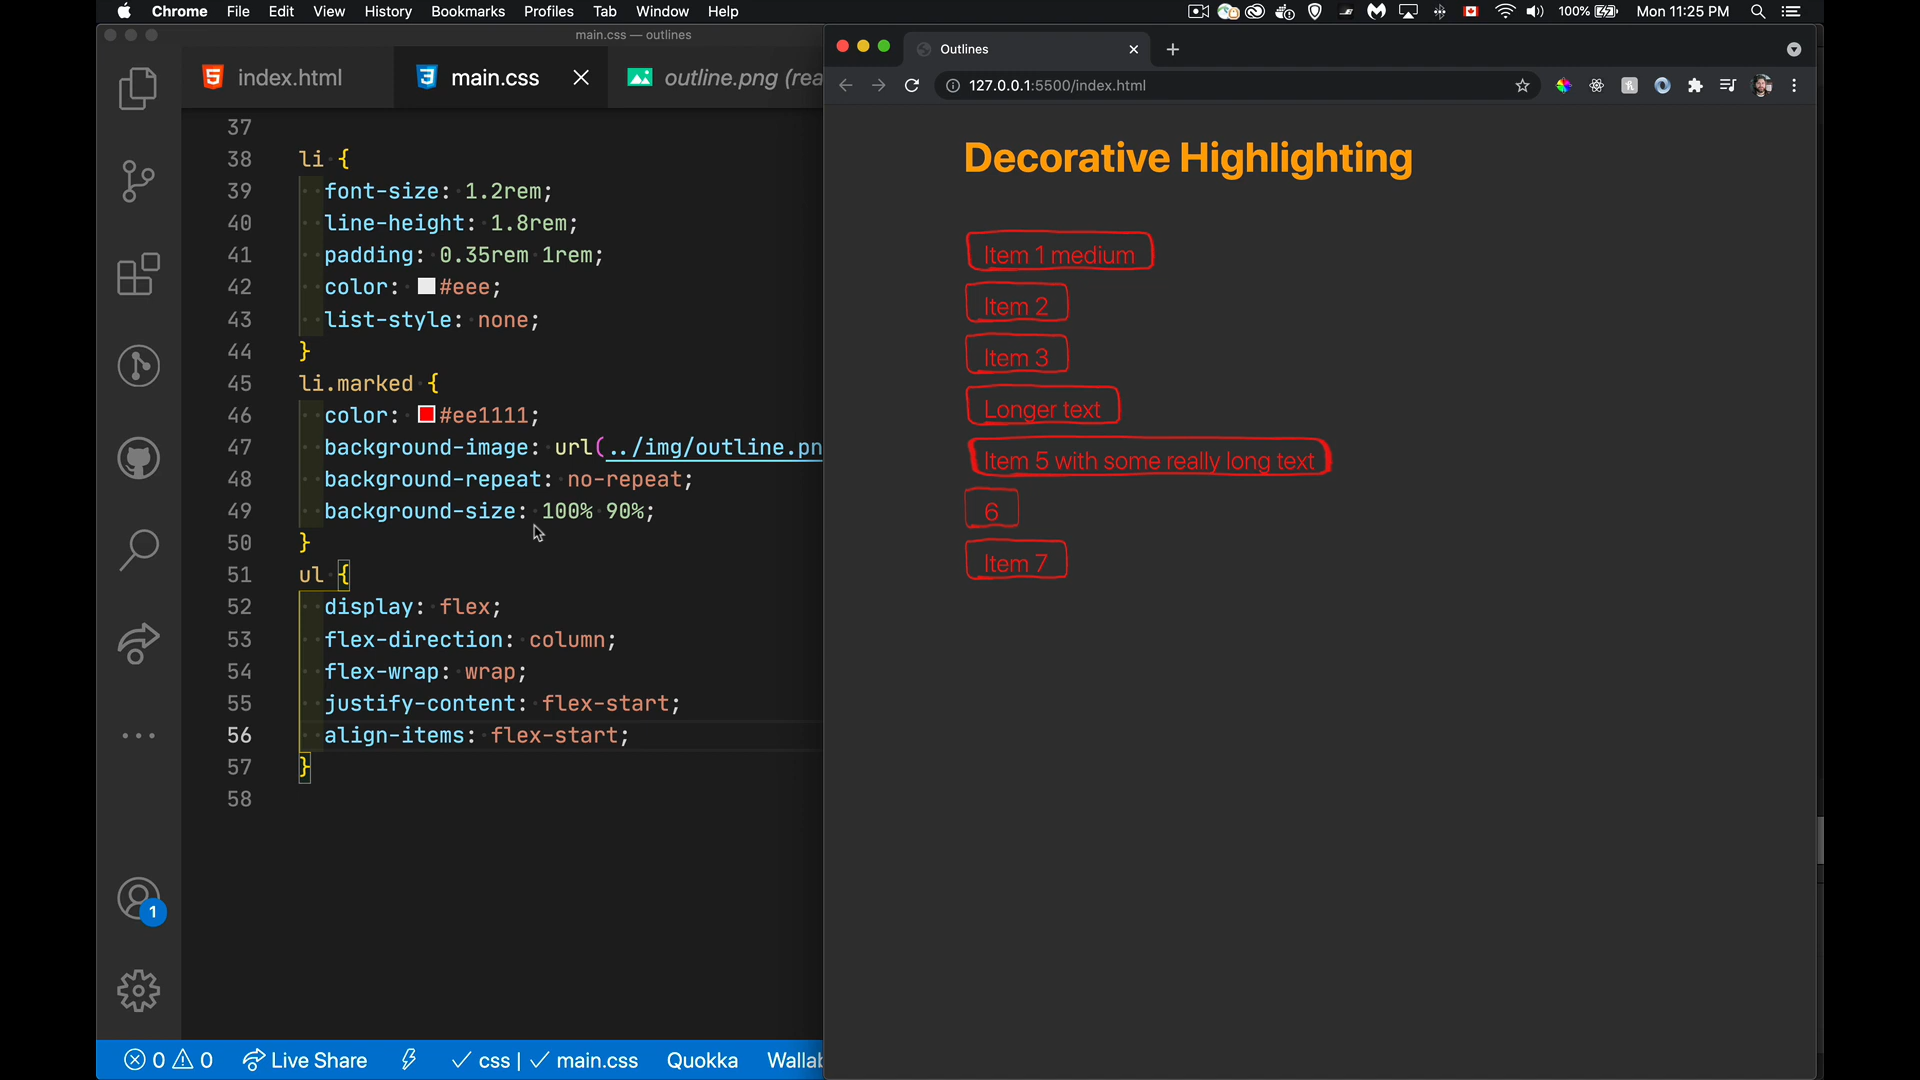 Chrome File Edit View History Bookmarks Profiles Tab Window Help 100% Mon 11:25 PM
main.css — outlines
index.html main.css outline.png (rea
Outlines
127.0.0.1:5500/index.html
37
38 li {
39 font-size: 1.2rem;
40 line-height: 1.8rem;
41 padding: 0.35rem 1rem;
42 color: #eee;
43 list-style: none;
44 }
45 li.marked {
46 color: #ee1111;
47 background-image: url(../img/outline.pn
48 background-repeat: no-repeat;
49 background-size: 100% 90%;
50 }
51 ul {
52 display: flex;
53 flex-direction: column;
54 flex-wrap: wrap;
55 justify-content: flex-start;
56 align-items: flex-start;
57 }
58
1
0 0 Live Share css | main.css Quokka Wallab
Decorative Highlighting
Item 1 medium
Item 2
Item 3
Longer text
Item 5 with some really long text
6
Item 7